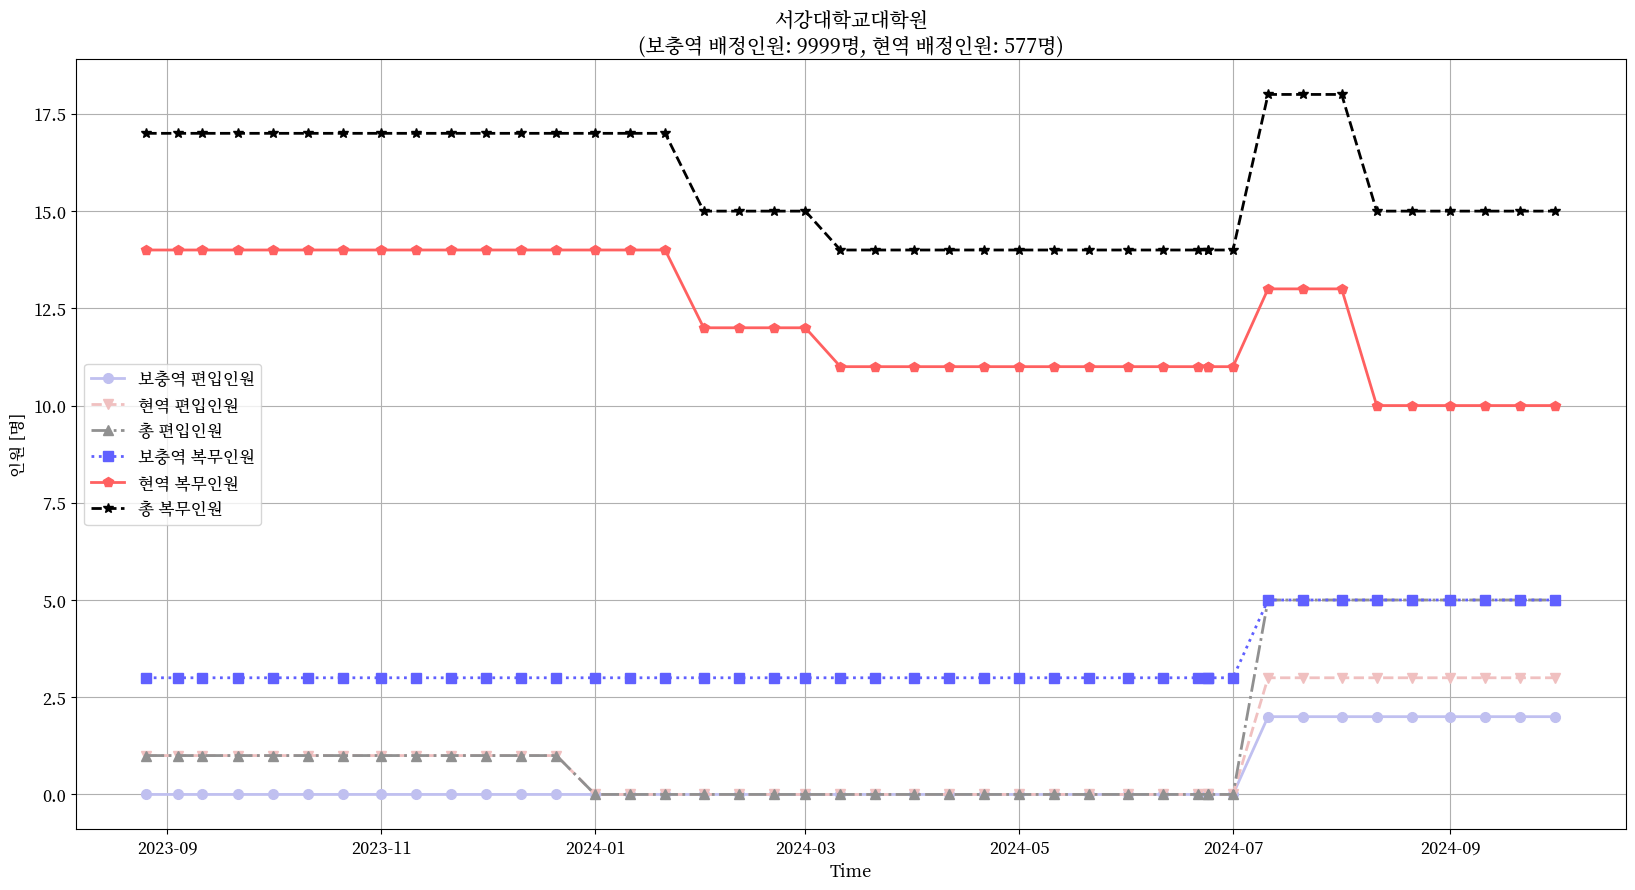 서강대학교대학원
(보충역 배정인원: 9999명, 현역 배정인원: 577명)
17.5
15.0
12.5
10.0
7.5
5.0
2.5
0.0
인원 [명]
보충역 편입인원
현역 편입인원
총 편입인원
보충역 복무인원
현역 복무인원
총 복무인원
2023-09 2023-11 2024-01 2024-03 2024-05 2024-07 2024-09
Time